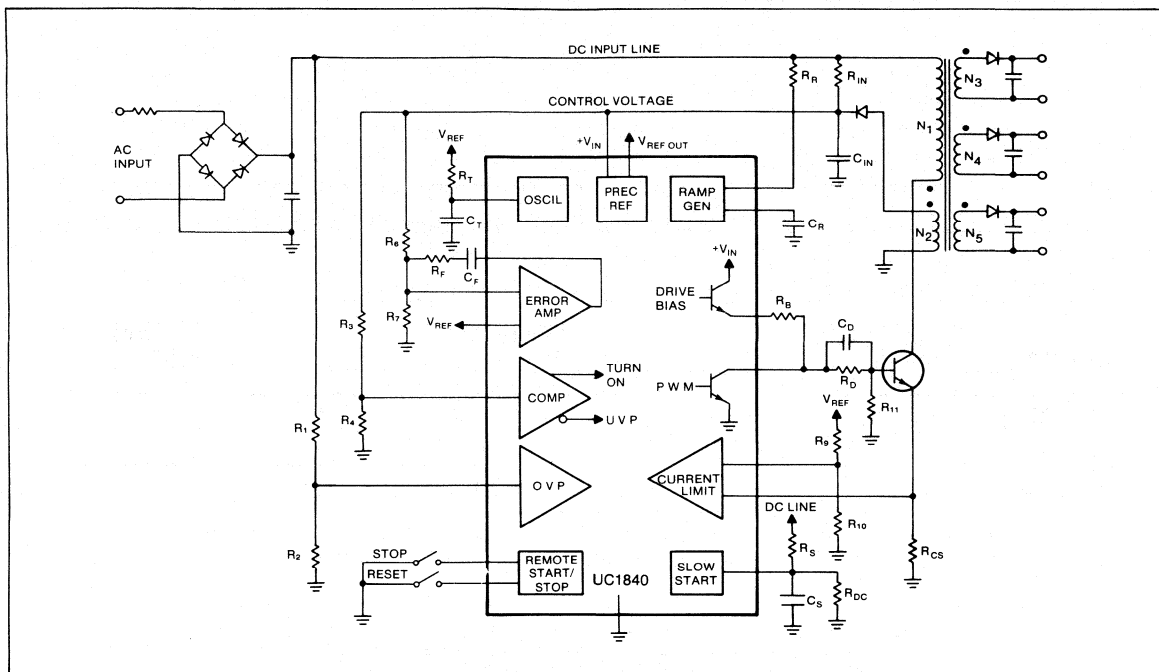 DC INPUT LINE
R_R
R_IN
N_3
CONTROL VOLTAGE
AC
INPUT
V_REF
+V_IN
V_REF OUT
N_1
R_T
OSCIL
PREC
REF
RAMP
GEN
C_IN
N_4
C_T
C_R
N_2
N_5
R_6
R_F
C_F
+V_IN
ERROR
AMP
DRIVE
BIAS
R_B
R_3
R_7
V_REF
C_D
TURN
ON
R_D
COMP
PWM
V_REF
R_11
R_4
UVP
R_1
R_9
OVP
CURRENT
LIMIT
DC LINE
R_10
R_2
R_S
R_CS
STOP
RESET
REMOTE
START/
STOP
UC1840
SLOW
START
C_S
R_DC